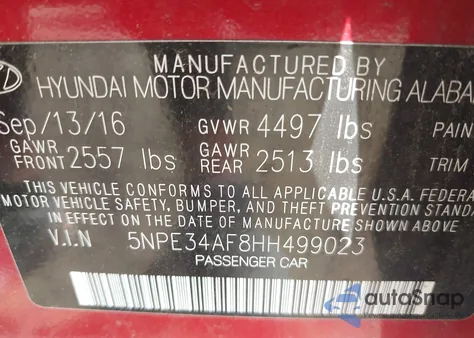 MANUFACTURED BY
HYUNDAI MOTOR MANUFACTURING ALABA
Sep/13/16 GVWR 4497 lbs PAIN
GAWR FRONT 2557 lbs GAWR REAR 2513 lbs TRIM
THIS VEHICLE CONFORMS TO ALL APPLICABLE U.S.A. FEDERA
MOTOR VEHICLE SAFETY, BUMPER, AND THEFT PREVENTION STANDA
IN EFFECT ON THE DATE OF MANUFACTURE SHOWN ABOVE.
V.I.N 5NPE34AF8HH499023
PASSENGER CAR
autoSnap